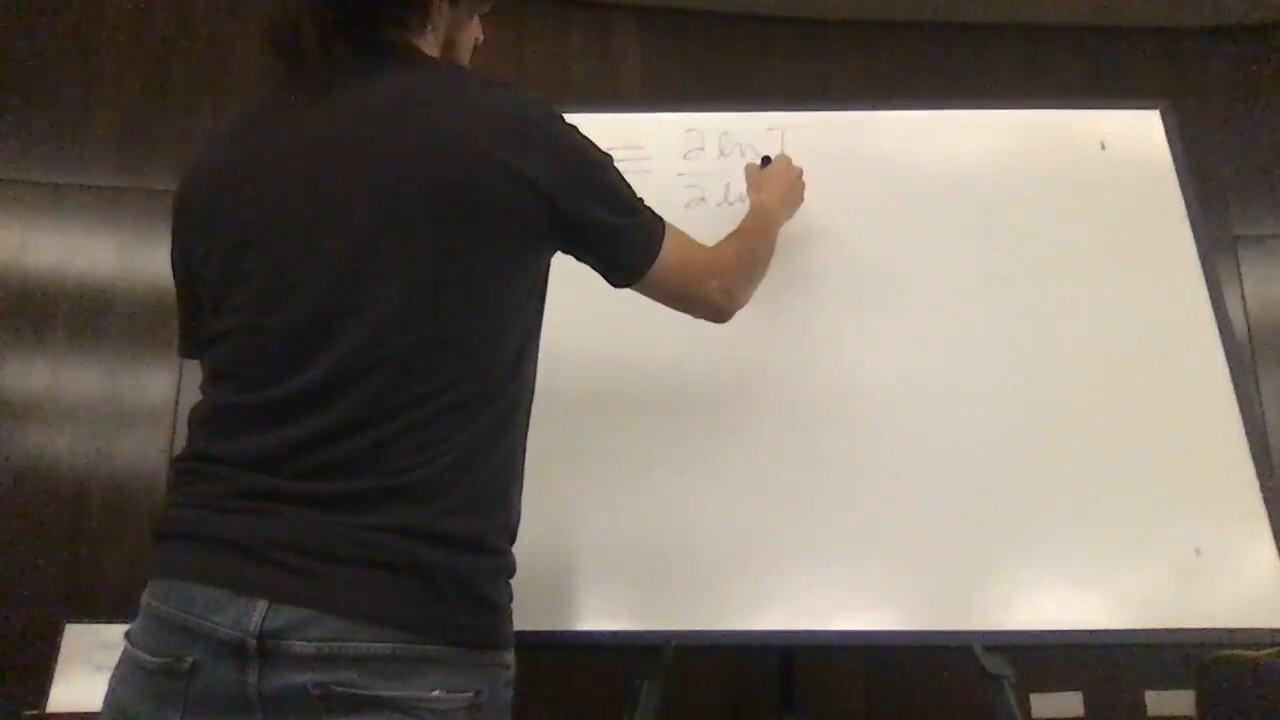 = ∂ ln T
∂ ln